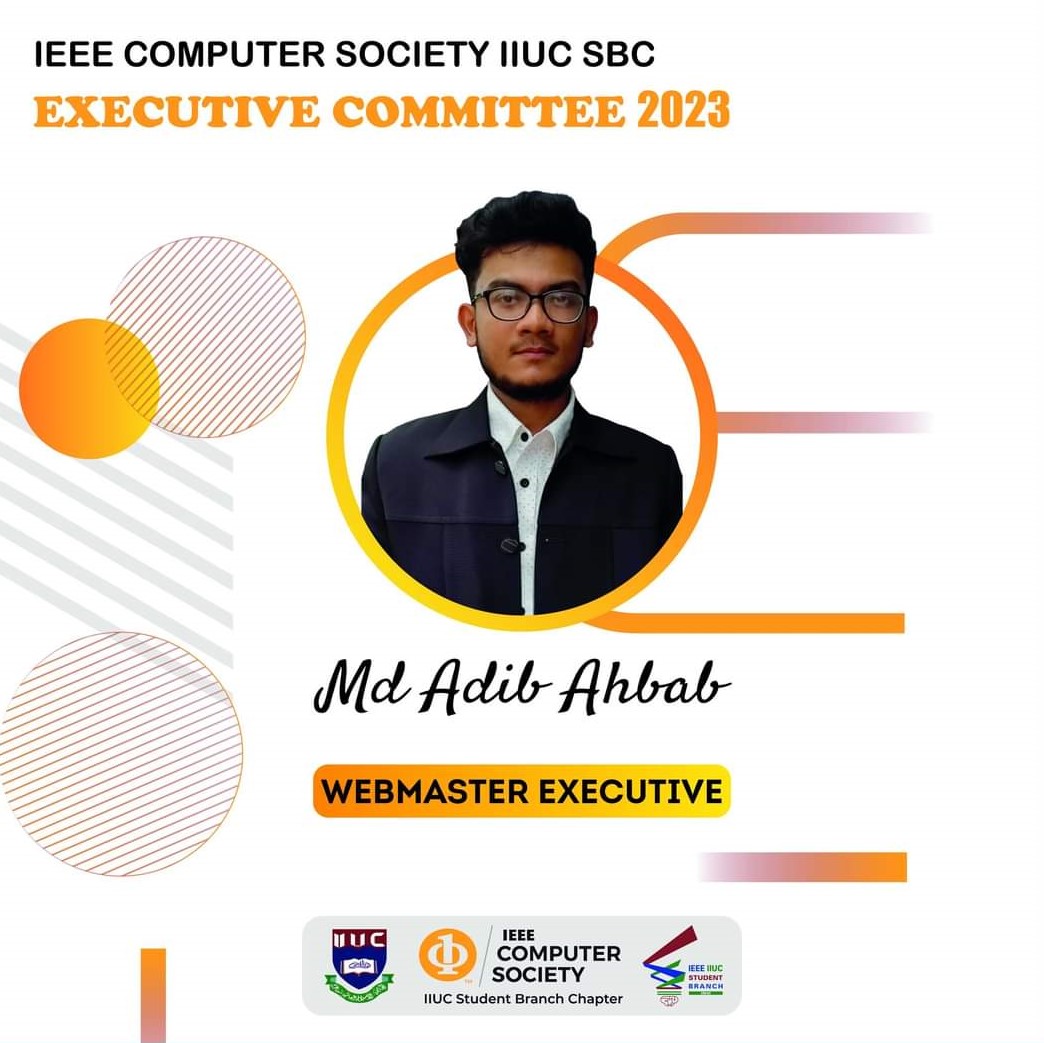 IEEE COMPUTER SOCIETY IIUC SBC
EXECUTIVE COMMITTEE 2023
Md Adib Ahbab
WEBMASTER EXECUTIVE
IIUC
IEEE
COMPUTER
SOCIETY
IIUC Student Branch Chapter
IEEE IIUC
STUDENT
BRANCH